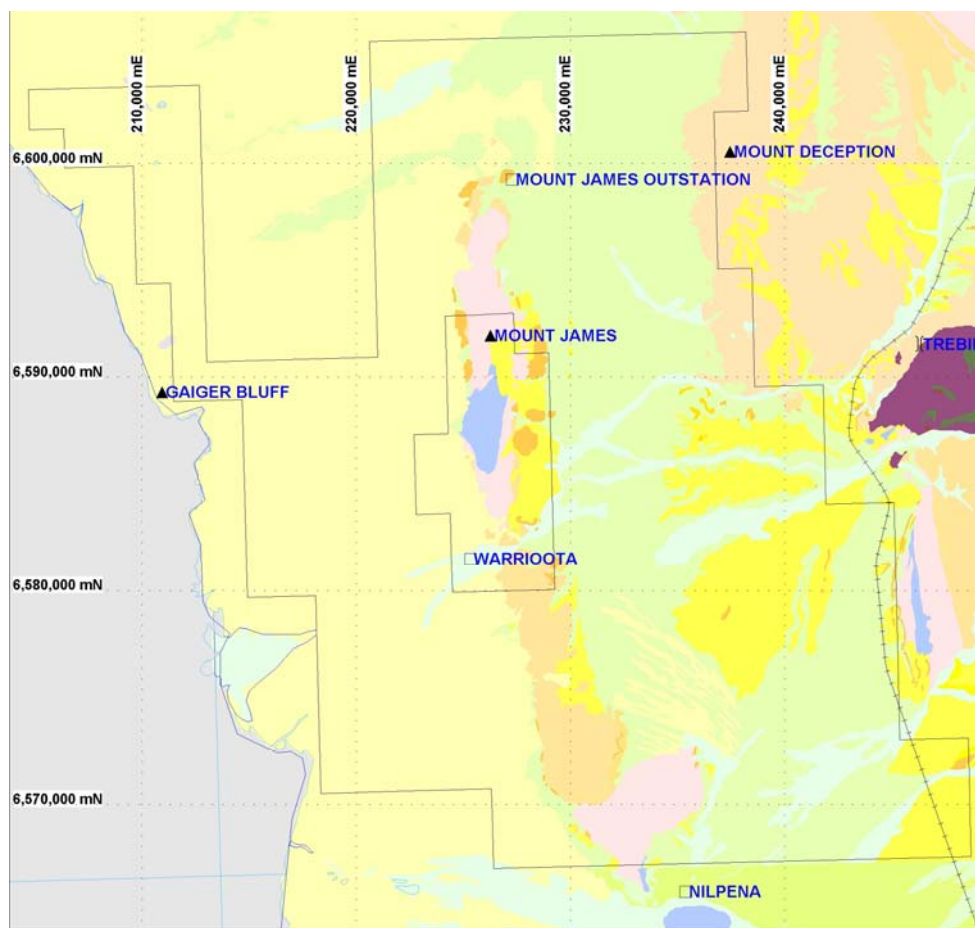 210,000 mE
220,000 mE
230,000 mE
240,000 mE
6,600,000 mN
MOUNT DECEPTION
MOUNT JAMES OUTSTATION
MOUNT JAMES
TREBI
6,590,000 mN
GAIGER BLUFF
WARRIOOTA
6,580,000 mN
6,570,000 mN
NILPENA